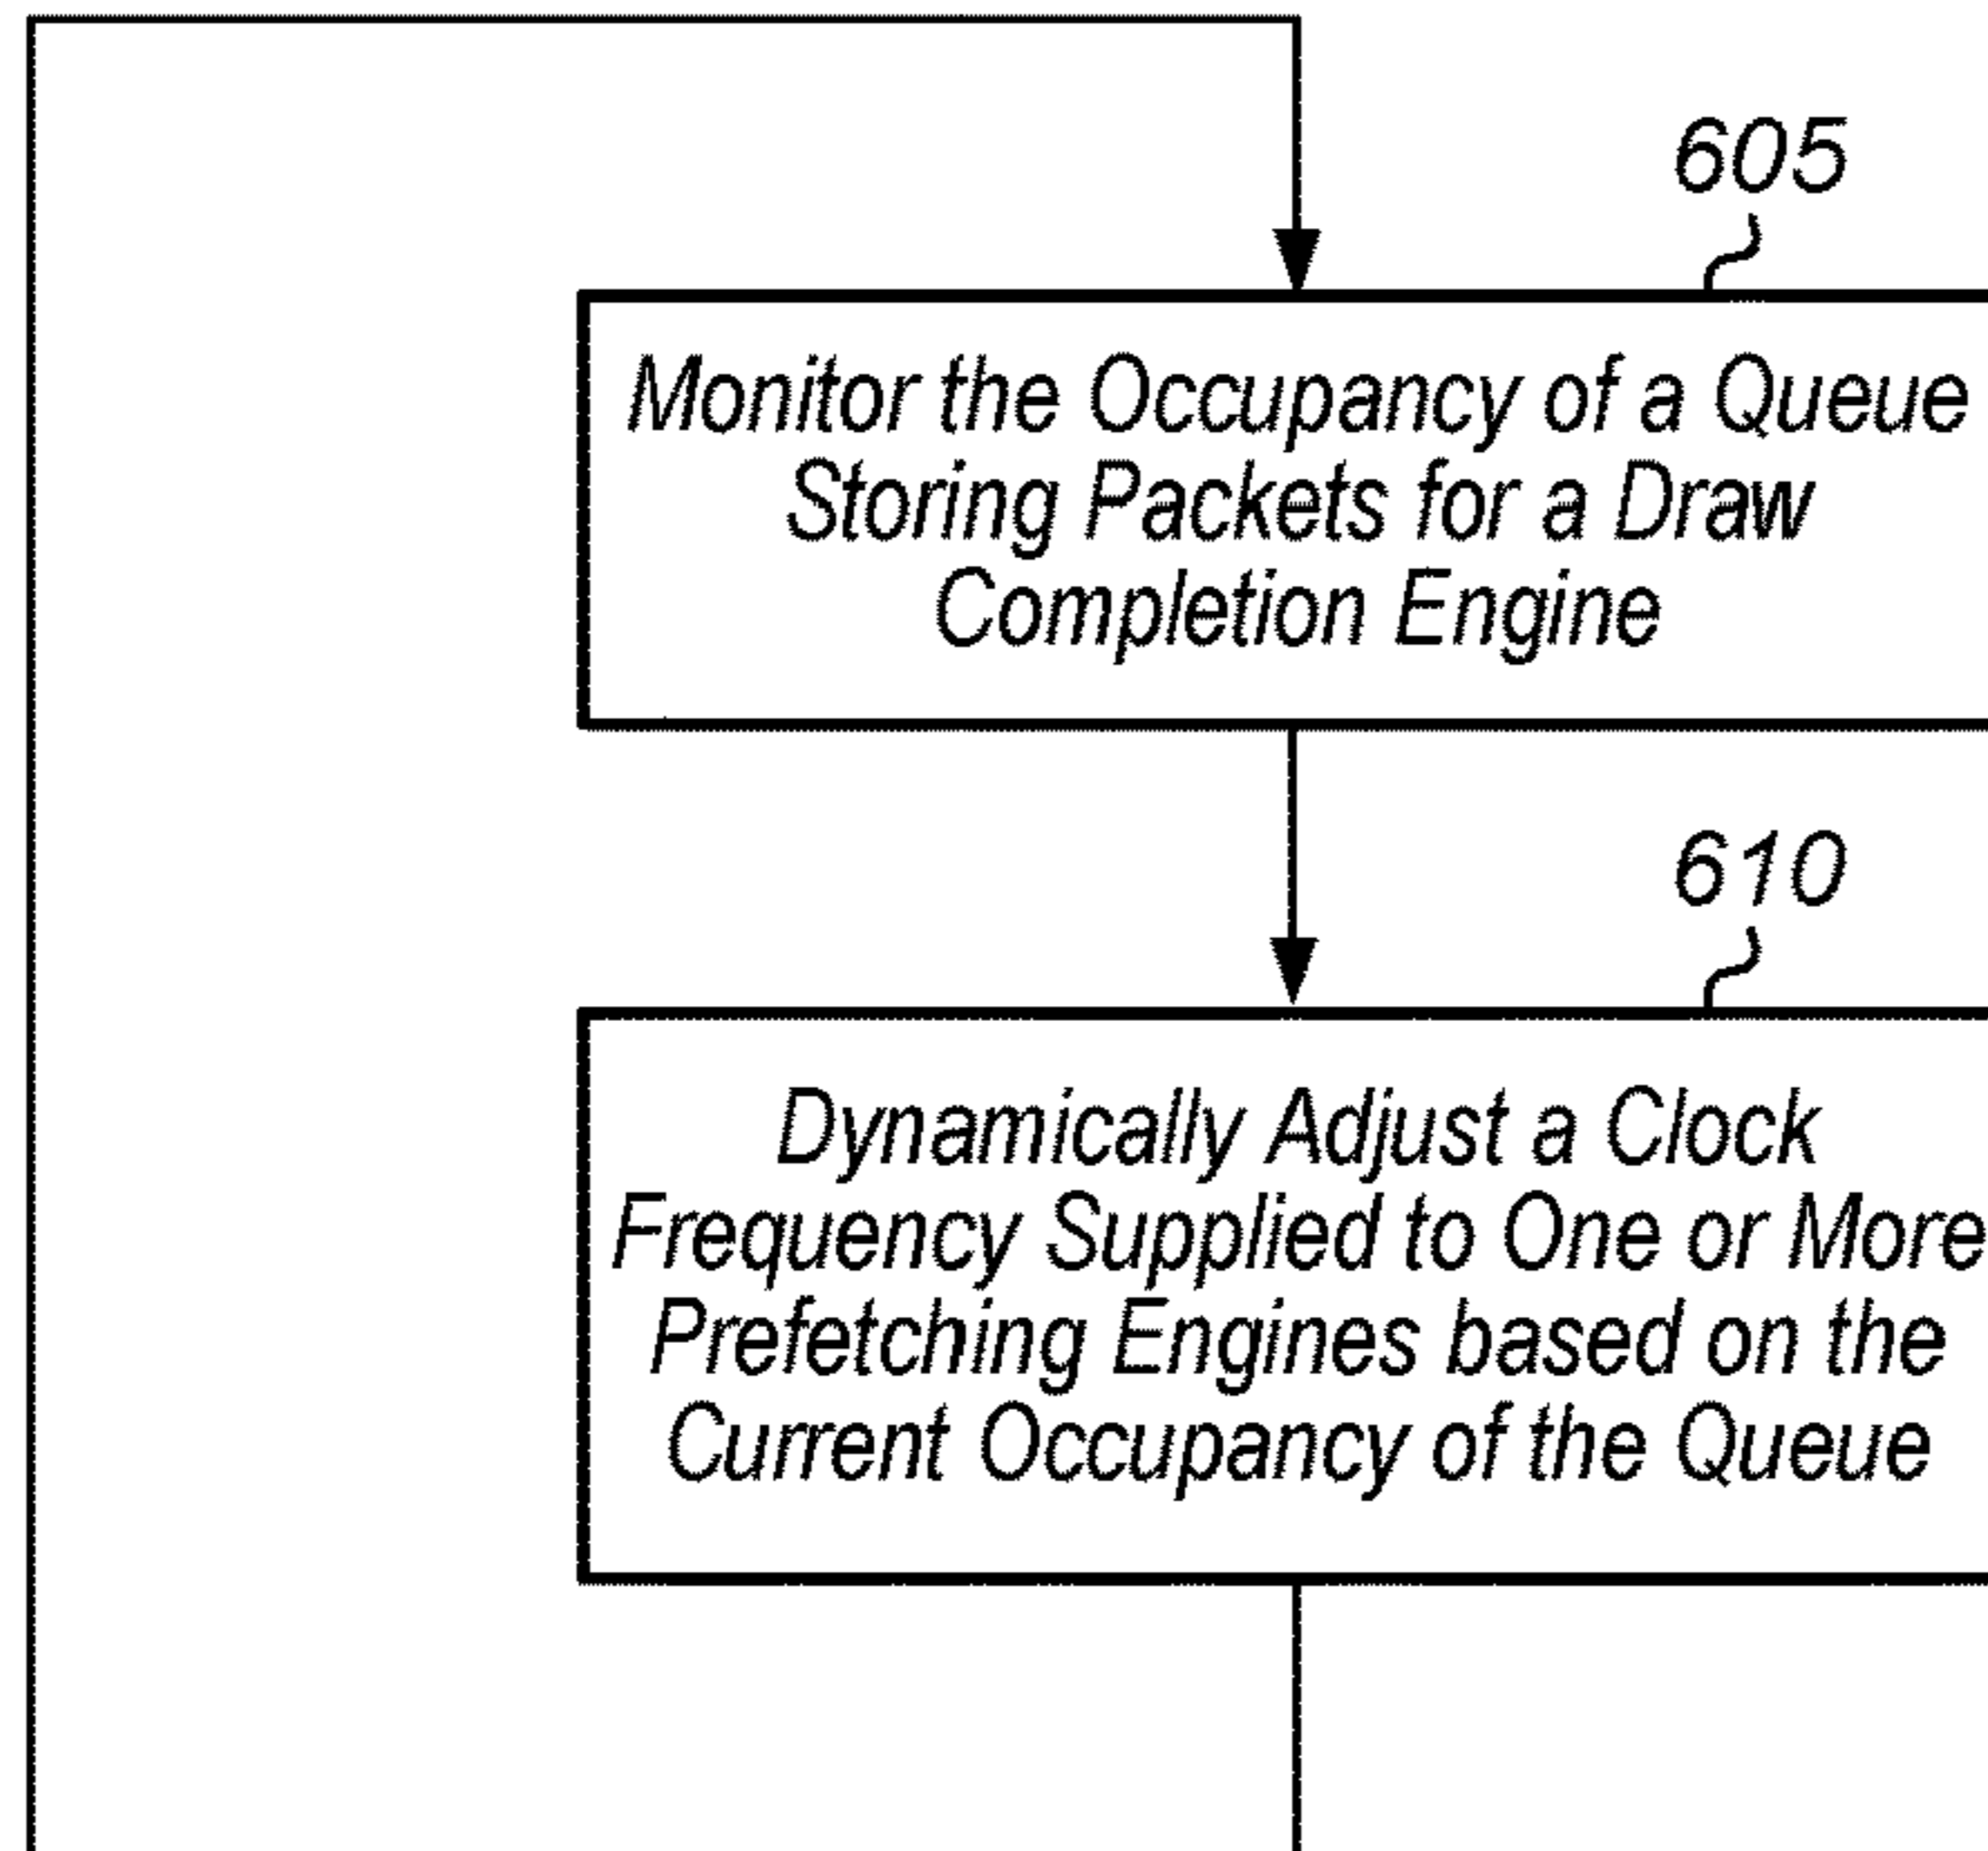 605
Monitor the Occupancy of a Queue
Storing Packets for a Draw
Completion Engine
610
Dynamically Adjust a Clock
Frequency Supplied to One or More
Prefetching Engines based on the
Current Occupancy of the Queue